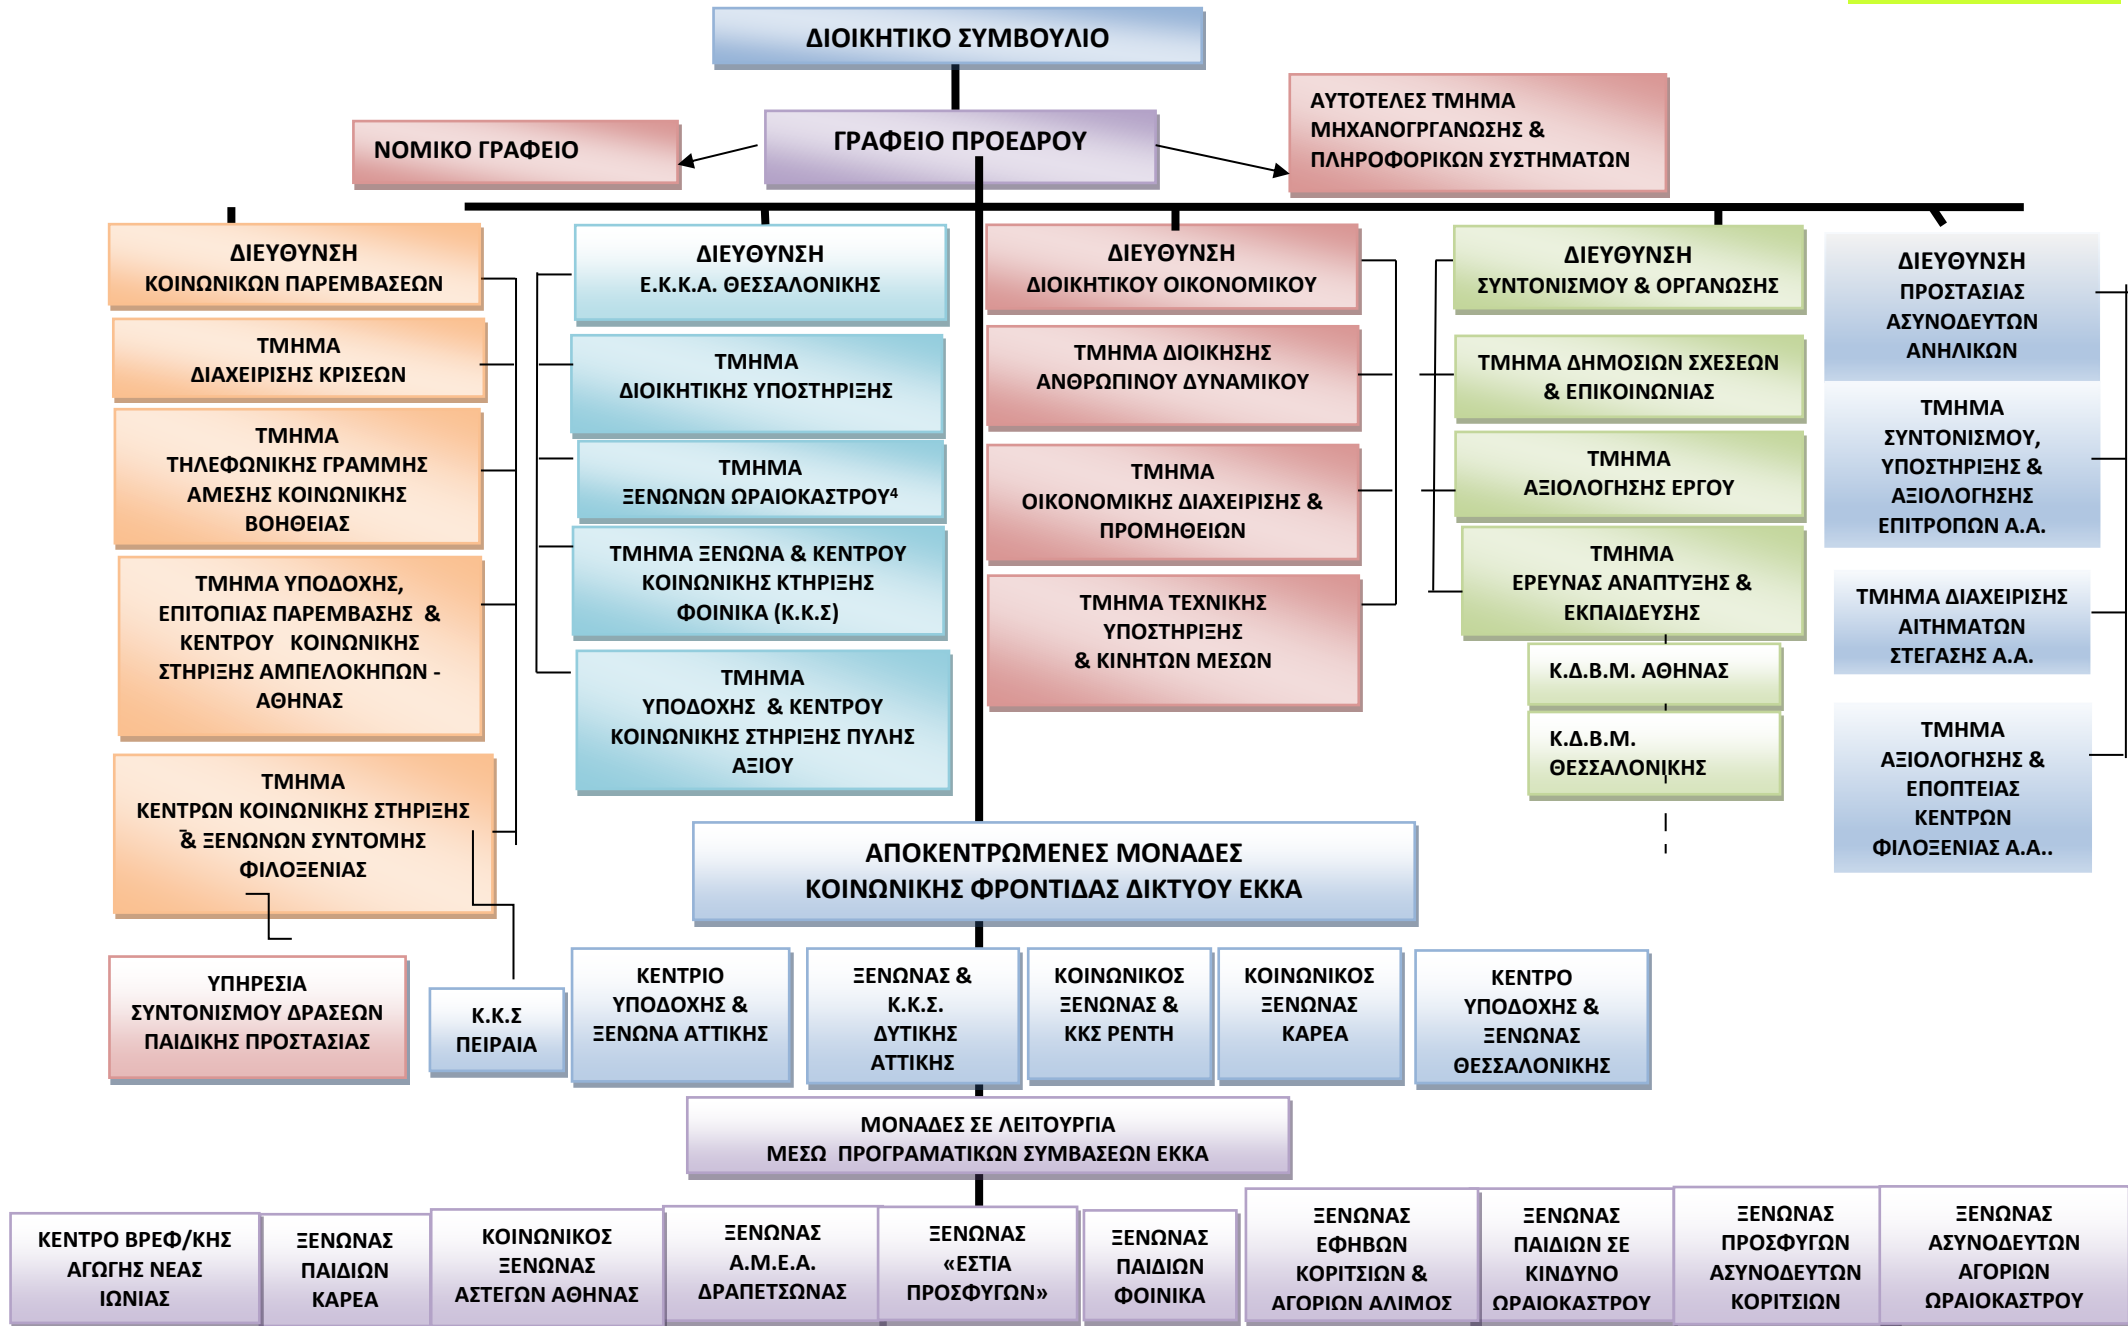 ΔΙΟΙΚΗΤΙΚΟ ΣΥΜΒΟΥΛΙΟ
ΓΡΑΦΕΙΟ ΠΡΟΕΔΡΟΥ
ΝΟΜΙΚΟ ΓΡΑΦΕΙΟ
ΑΥΤΟΤΕΛΕΣ ΤΜΗΜΑ
ΜΗΧΑΝΟΓΡΓΑΝΩΣΗΣ &
ΠΛΗΡΟΦΟΡΙΚΩΝ ΣΥΣΤΗΜΑΤΩΝ
ΔΙΕΥΘΥΝΣΗ
ΚΟΙΝΩΝΙΚΩΝ ΠΑΡΕΜΒΑΣΕΩΝ
ΤΜΗΜΑ
ΔΙΑΧΕΙΡΙΣΗΣ ΚΡΙΣΕΩΝ
ΤΜΗΜΑ
ΤΗΛΕΦΩΝΙΚΗΣ ΓΡΑΜΜΗΣ
ΑΜΕΣΗΣ ΚΟΙΝΩΝΙΚΗΣ
ΒΟΗΘΕΙΑΣ
ΤΜΗΜΑ ΥΠΟΔΟΧΗΣ,
ΕΠΙΤΟΠΙΑΣ ΠΑΡΕΜΒΑΣΗΣ &
ΚΕΝΤΡΟΥ ΚΟΙΝΩΝΙΚΗΣ
ΣΤΗΡΙΞΗΣ ΑΜΠΕΛΟΚΗΠΩΝ -
ΑΘΗΝΑΣ
ΤΜΗΜΑ
ΚΕΝΤΡΩΝ ΚΟΙΝΩΝΙΚΗΣ ΣΤΗΡΙΞΗΣ
& ΞΕΝΩΝΩΝ ΣΥΝΤΟΜΗΣ
ΦΙΛΟΞΕΝΙΑΣ
ΥΠΗΡΕΣΙΑ
ΣΥΝΤΟΝΙΣΜΟΥ ΔΡΑΣΕΩΝ
ΠΑΙΔΙΚΗΣ ΠΡΟΣΤΑΣΙΑΣ
Κ.Κ.Σ
ΠΕΙΡΑΙΑ
ΔΙΕΥΘΥΝΣΗ
Ε.Κ.Κ.Α. ΘΕΣΣΑΛΟΝΙΚΗΣ
ΤΜΗΜΑ
ΔΙΟΙΚΗΤΙΚΗΣ ΥΠΟΣΤΗΡΙΞΗΣ
ΤΜΗΜΑ
ΞΕΝΩΝΩΝ ΩΡΑΙΟΚΑΣΤΡΟΥ⁴
ΤΜΗΜΑ ΞΕΝΩΝΑ & ΚΕΝΤΡΟΥ
ΚΟΙΝΩΝΙΚΗΣ ΚΤΗΡΙΞΗΣ
ΦΟΙΝΙΚΑ (Κ.Κ.Σ)
ΤΜΗΜΑ
ΥΠΟΔΟΧΗΣ & ΚΕΝΤΡΟΥ
ΚΟΙΝΩΝΙΚΗΣ ΣΤΗΡΙΞΗΣ ΠΥΛΗΣ
ΑΞΙΟΥ
ΔΙΕΥΘΥΝΣΗ
ΔΙΟΙΚΗΤΙΚΟΥ ΟΙΚΟΝΟΜΙΚΟΥ
ΤΜΗΜΑ ΔΙΟΙΚΗΣΗΣ
ΑΝΘΡΩΠΙΝΟΥ ΔΥΝΑΜΙΚΟΥ
ΤΜΗΜΑ
ΟΙΚΟΝΟΜΙΚΗΣ ΔΙΑΧΕΙΡΙΣΗΣ &
ΠΡΟΜΗΘΕΙΩΝ
ΤΜΗΜΑ ΤΕΧΝΙΚΗΣ
ΥΠΟΣΤΗΡΙΞΗΣ
& ΚΙΝΗΤΩΝ ΜΕΣΩΝ
ΔΙΕΥΘΥΝΣΗ
ΣΥΝΤΟΝΙΣΜΟΥ & ΟΡΓΑΝΩΣΗΣ
ΤΜΗΜΑ ΔΗΜΟΣΙΩΝ ΣΧΕΣΕΩΝ
& ΕΠΙΚΟΙΝΩΝΙΑΣ
ΤΜΗΜΑ
ΑΞΙΟΛΟΓΗΣΗΣ ΕΡΓΟΥ
ΤΜΗΜΑ
ΕΡΕΥΝΑΣ ΑΝΑΠΤΥΞΗΣ &
ΕΚΠΑΙΔΕΥΣΗΣ
Κ.Δ.Β.Μ. ΑΘΗΝΑΣ
Κ.Δ.Β.Μ.
ΘΕΣΣΑΛΟΝΙΚΗΣ
ΔΙΕΥΘΥΝΣΗ
ΠΡΟΣΤΑΣΙΑΣ
ΑΣΥΝΟΔΕΥΤΩΝ
ΑΝΗΛΙΚΩΝ
ΤΜΗΜΑ
ΣΥΝΤΟΝΙΣΜΟΥ,
ΥΠΟΣΤΗΡΙΞΗΣ &
ΑΞΙΟΛΟΓΗΣΗΣ
ΕΠΙΤΡΟΠΩΝ Α.Α.
ΤΜΗΜΑ ΔΙΑΧΕΙΡΙΣΗΣ
ΑΙΤΗΜΑΤΩΝ
ΣΤΕΓΑΣΗΣ Α.Α.
ΤΜΗΜΑ
ΑΞΙΟΛΟΓΗΣΗΣ &
ΕΠΟΠΤΕΙΑΣ
ΚΕΝΤΡΩΝ
ΦΙΛΟΞΕΝΙΑΣ Α.Α..
ΑΠΟΚΕΝΤΡΩΜΕΝΕΣ ΜΟΝΑΔΕΣ
ΚΟΙΝΩΝΙΚΗΣ ΦΡΟΝΤΙΔΑΣ ΔΙΚΤΥΟΥ ΕΚΚΑ
ΚΕΝΤΡΙΟ
ΥΠΟΔΟΧΗΣ &
ΞΕΝΩΝΑ ΑΤΤΙΚΗΣ
ΞΕΝΩΝΑΣ &
Κ.Κ.Σ.
ΔΥΤΙΚΗΣ
ΑΤΤΙΚΗΣ
ΚΟΙΝΩΝΙΚΟΣ
ΞΕΝΩΝΑΣ &
ΚΚΣ ΡΕΝΤΗ
ΚΟΙΝΩΝΙΚΟΣ
ΞΕΝΩΝΑΣ
ΚΑΡΕΑ
ΚΕΝΤΡΟ
ΥΠΟΔΟΧΗΣ &
ΞΕΝΩΝΑΣ
ΘΕΣΣΑΛΟΝΙΚΗΣ
ΜΟΝΑΔΕΣ ΣΕ ΛΕΙΤΟΥΡΓΙΑ
ΜΕΣΩ ΠΡΟΓΡΑΜΑΤΙΚΩΝ ΣΥΜΒΑΣΕΩΝ ΕΚΚΑ
ΚΕΝΤΡΟ ΒΡΕΦ/ΚΗΣ
ΑΓΩΓΗΣ ΝΕΑΣ
ΙΩΝΙΑΣ
ΞΕΝΩΝΑΣ
ΠΑΙΔΙΩΝ
ΚΑΡΕΑ
ΚΟΙΝΩΝΙΚΟΣ
ΞΕΝΩΝΑΣ
ΑΣΤΕΓΩΝ ΑΘΗΝΑΣ
ΞΕΝΩΝΑΣ
Α.Μ.Ε.Α.
ΔΡΑΠΕΤΣΩΝΑΣ
ΞΕΝΩΝΑΣ
«ΕΣΤΙΑ
ΠΡΟΣΦΥΓΩΝ»
ΞΕΝΩΝΑΣ
ΠΑΙΔΙΩΝ
ΦΟΙΝΙΚΑ
ΞΕΝΩΝΑΣ
ΕΦΗΒΩΝ
ΚΟΡΙΤΣΙΩΝ &
ΑΓΟΡΙΩΝ ΑΛΙΜΟΣ
ΞΕΝΩΝΑΣ
ΠΑΙΔΙΩΝ ΣΕ
ΚΙΝΔΥΝΟ
ΩΡΑΙΟΚΑΣΤΡΟΥ
ΞΕΝΩΝΑΣ
ΠΡΟΣΦΥΓΩΝ
ΑΣΥΝΟΔΕΥΤΩΝ
ΚΟΡΙΤΣΙΩΝ
ΞΕΝΩΝΑΣ
ΑΣΥΝΟΔΕΥΤΩΝ
ΑΓΟΡΙΩΝ
ΩΡΑΙΟΚΑΣΤΡΟΥ